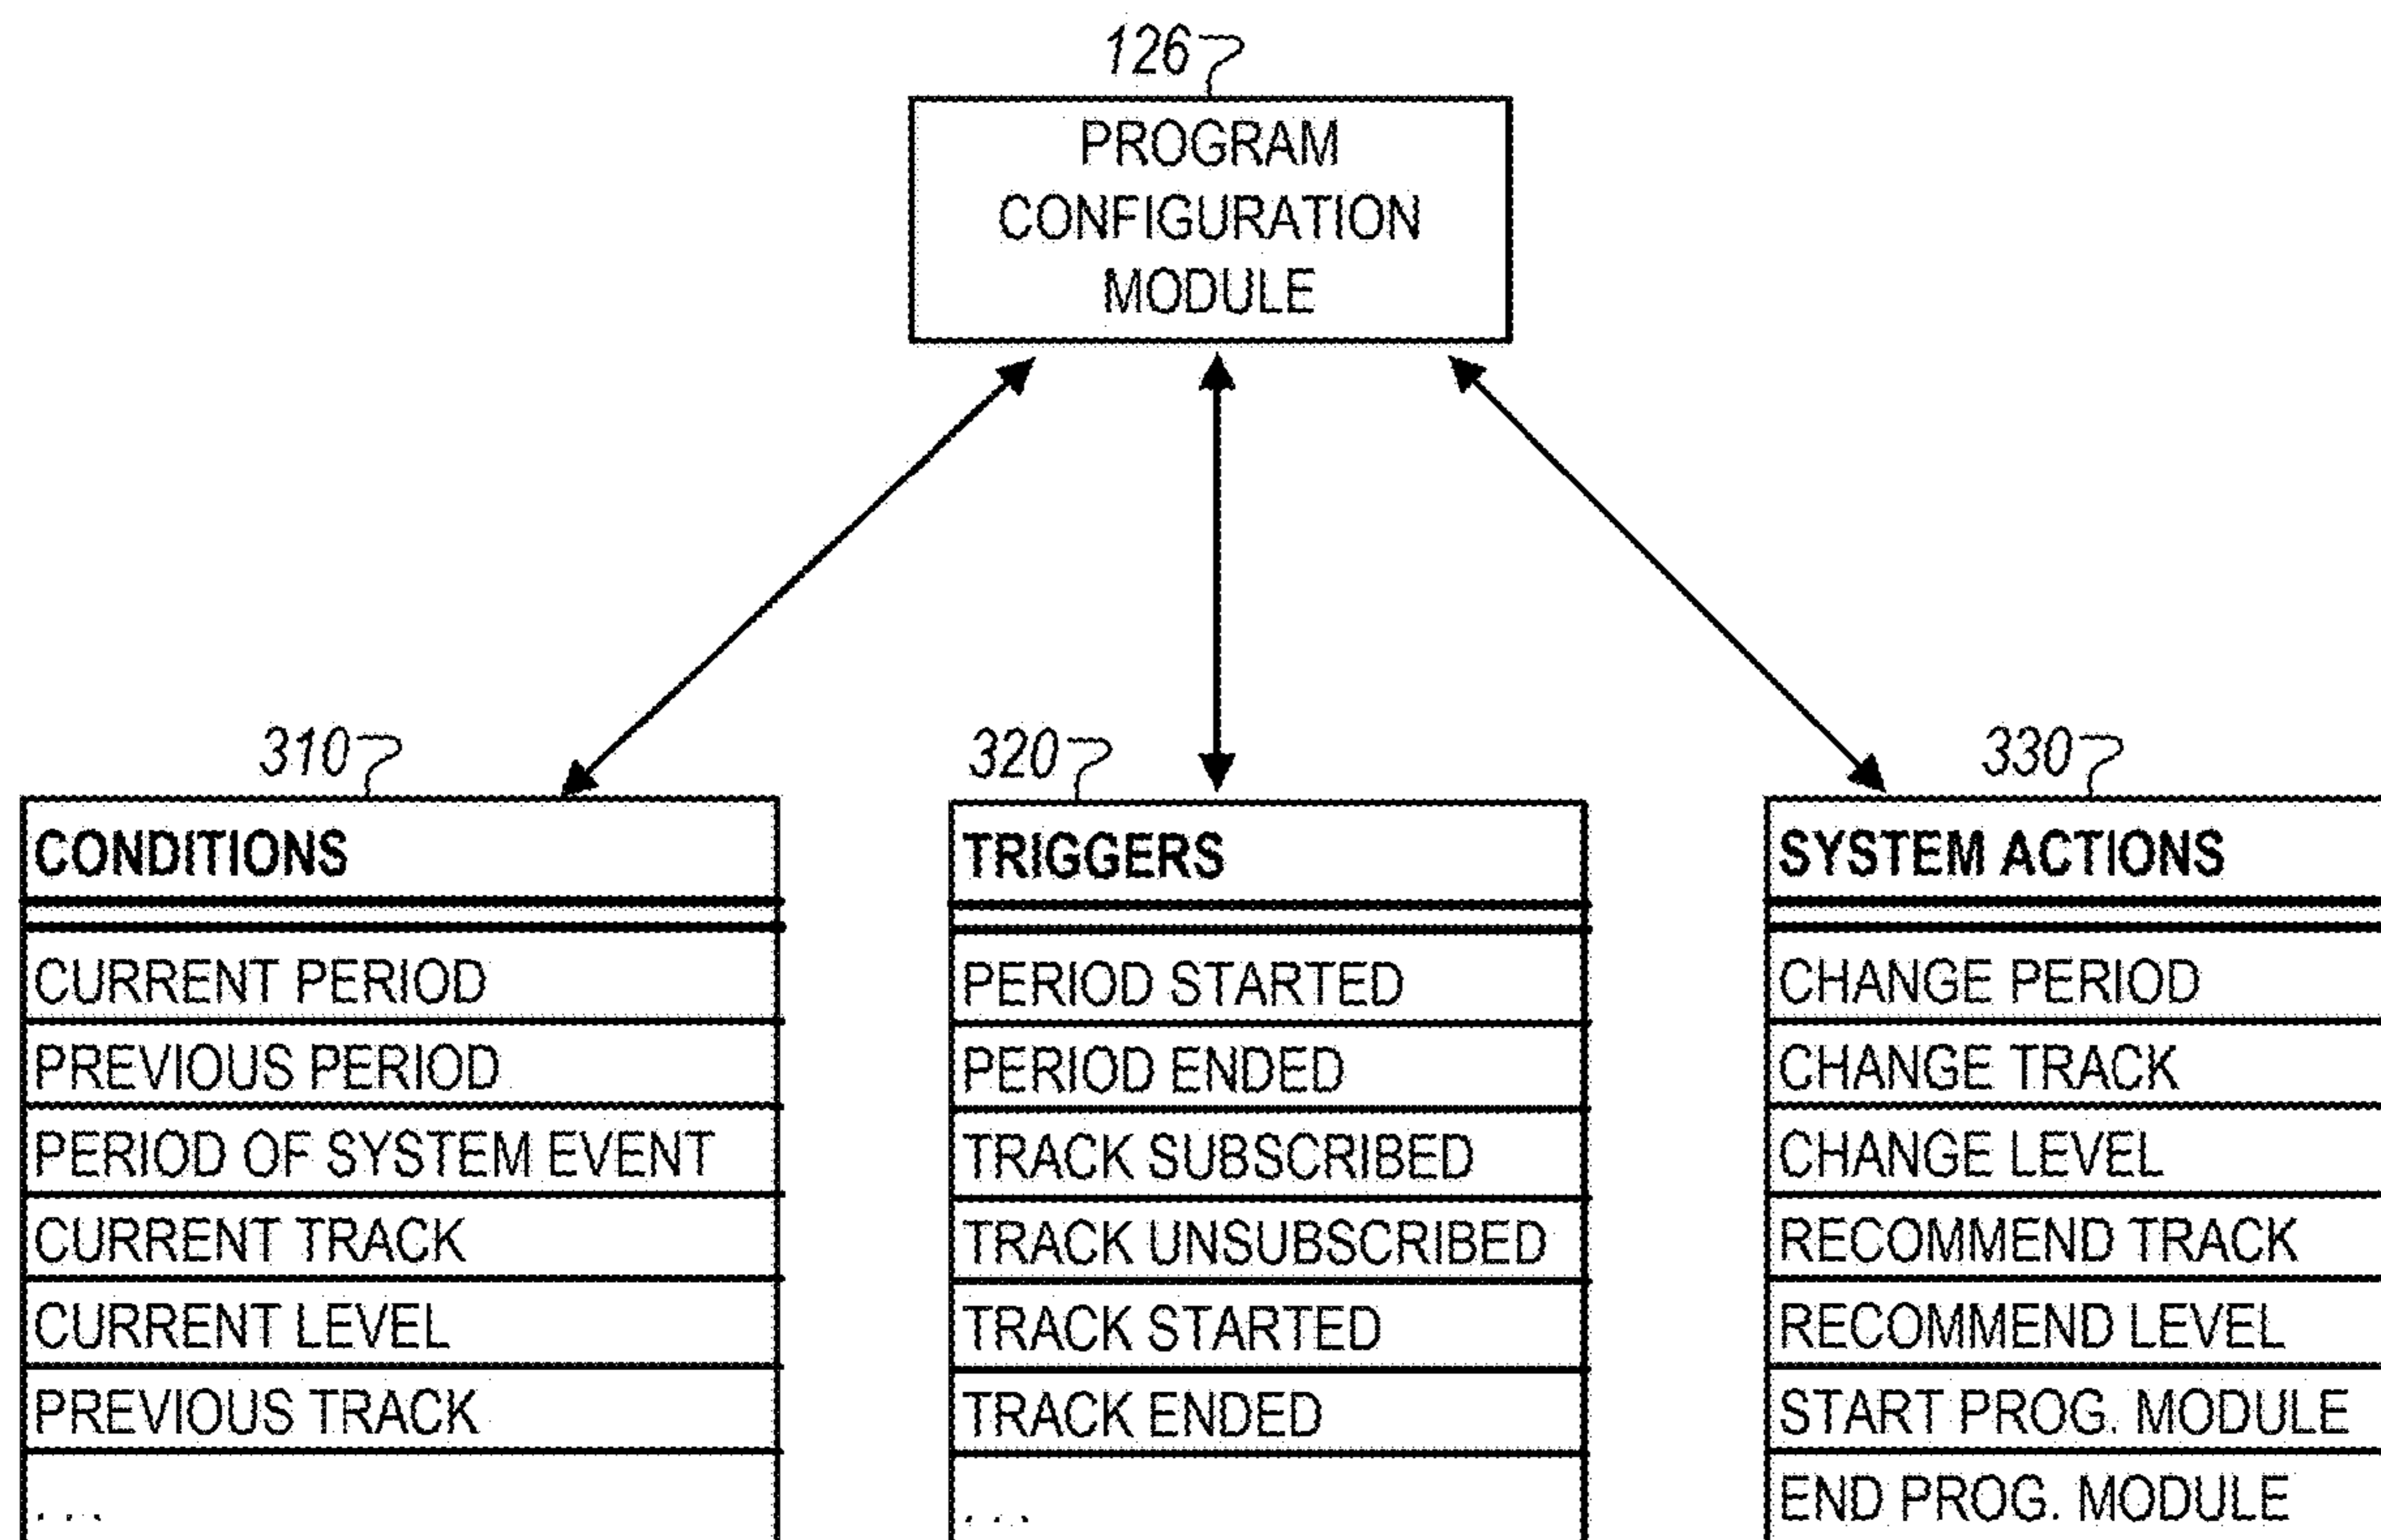 126
PROGRAM
CONFIGURATION
MODULE
310
CONDITIONS
CURRENT PERIOD
PREVIOUS PERIOD
PERIOD OF SYSTEM EVENT
CURRENT TRACK
CURRENT LEVEL
PREVIOUS TRACK
. . .
320
TRIGGERS
PERIOD STARTED
PERIOD ENDED
TRACK SUBSCRIBED
TRACK UNSUBSCRIBED
TRACK STARTED
TRACK ENDED
. . .
330
SYSTEM ACTIONS
CHANGE PERIOD
CHANGE TRACK
CHANGE LEVEL
RECOMMEND TRACK
RECOMMEND LEVEL
START PROG. MODULE
END PROG. MODULE